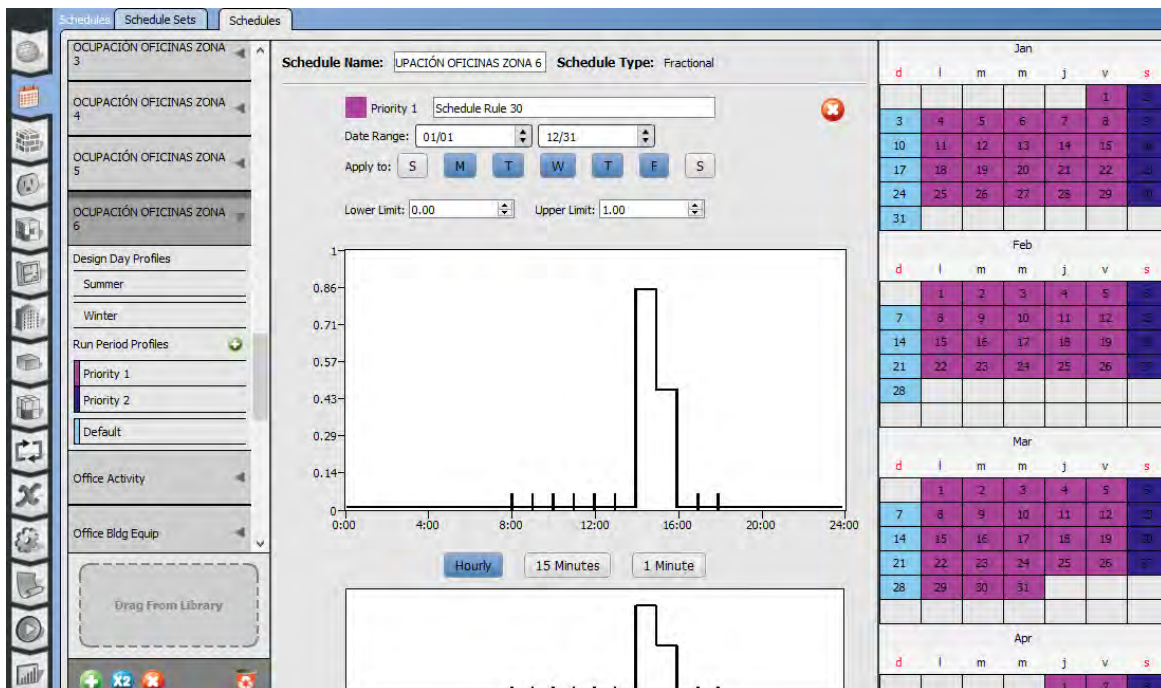 Schedules Schedule Sets Schedules
OCUPACIÓN OFICINAS ZONA
3
OCUPACIÓN OFICINAS ZONA
4
OCUPACIÓN OFICINAS ZONA
5
OCUPACIÓN OFICINAS ZONA
6
Design Day Profiles
Summer
Winter
Run Period Profiles
Priority 1
Priority 2
Default
Office Activity
Office Bldg Equip
Drag From Library
X2
Schedule Name: UPACIÓN OFICINAS ZONA 6 Schedule Type: Fractional
Priority 1 Schedule Rule 30
Date Range: 01/01 12/31
Apply to: S M T W T F S
Lower Limit: 0.00 Upper Limit: 1.00
1
0.86
0.71
0.57
0.43
0.29
0.14
0
0:00 4:00 8:00 12:00 16:00 20:00 24:00
Hourly 15 Minutes 1 Minute
Jan
d l m m j v s
1
3 4 5 6 7 8
10 11 12 13 14 15
17 18 19 20 21 22
24 25 26 27 28 29
31
Feb
d l m m j v s
1 2 3 4 5
7 8 9 10 11 12
14 15 16 17 18 19
21 22 23 24 25 26
28
Mar
d l m m j v s
1 2 3 4 5
7 8 9 10 11 12
14 15 16 17 18 19
21 22 23 24 25 26
28 29 30 31
Apr
d l m m j v s